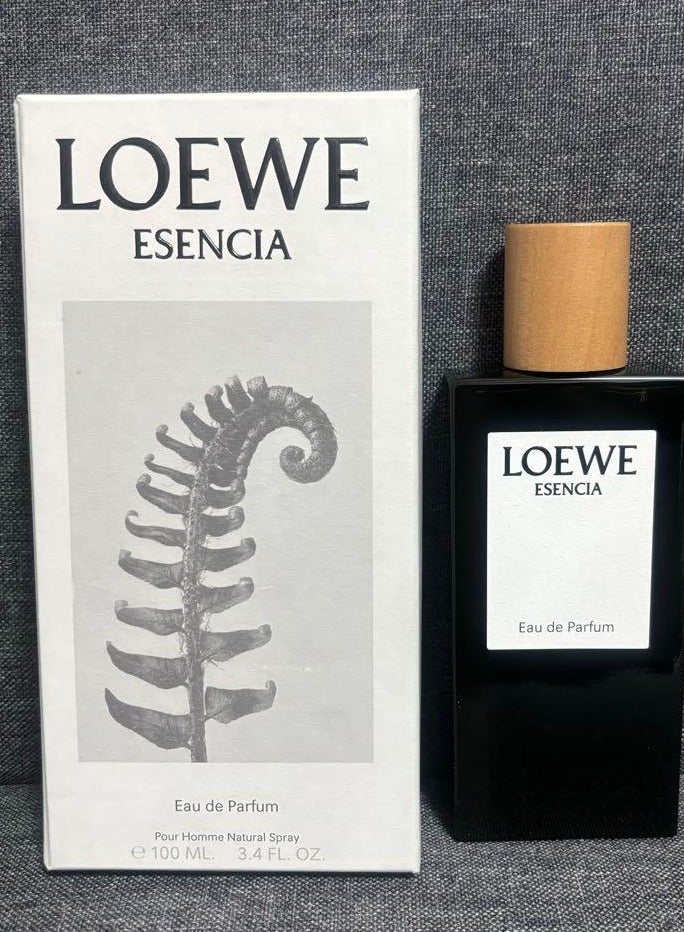 LOEWE
ESENCIA
Eau de Parfum
Pour Homme Natural Spray
℮ 100 ML. 3.4 FL. OZ.
LOEWE
ESENCIA
Eau de Parfum